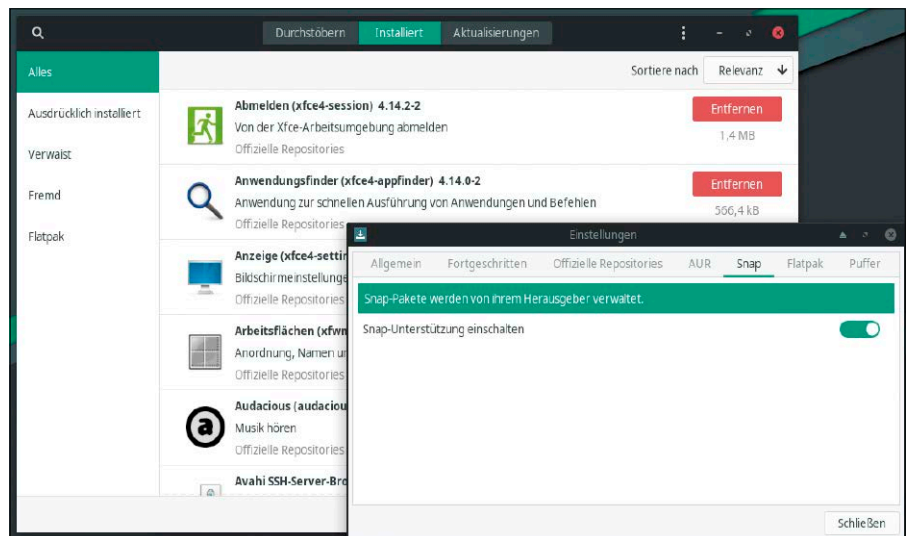 Durchstöbern Installiert Aktualisierungen
Alles
Sortiere nach Relevanz
Ausdrücklich installiert
Verwaist
Fremd
Flatpak
Abmelden (xfce4-session) 4.14.2-2
Von der Xfce-Arbeitsumgebung abmelden
Offizielle Repositories
Entfernen
1,4 MB
Anwendungsfinder (xfce4-appfinder) 4.14.0-2
Anwendung zur schnellen Ausführung von Anwendungen und Befehlen
Offizielle Repositories
Entfernen
566,4 kB
Anzeige (xfce4-settin
Bildschirmeinstellunge
Offizielle Repositories
Arbeitsflächen (xfwm
Anordnung, Namen un
Offizielle Repositories
Audacious (audaciou
Musik hören
Offizielle Repositories
Avahi SSH-Server-Bro
Einstellungen
Allgemein Fortgeschritten Offizielle Repositories AUR Snap Flatpak Puffer
Snap-Pakete werden von ihrem Herausgeber verwaltet.
Snap-Unterstützung einschalten
Schließen